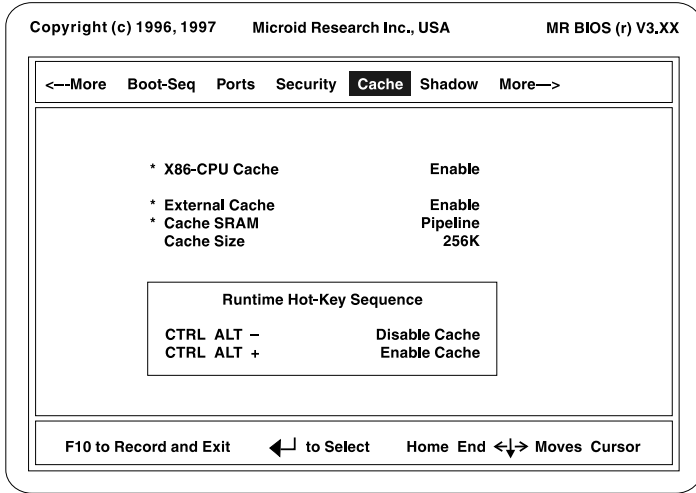 Copyright (c) 1996, 1997 Microid Research Inc., USA MR BIOS (r) V3.XX
<---More Boot-Seq Ports Security Cache Shadow More—>
* X86-CPU Cache Enable
* External Cache Enable
* Cache SRAM Pipeline
Cache Size 256K
Runtime Hot-Key Sequence
CTRL ALT – Disable Cache
CTRL ALT + Enable Cache
F10 to Record and Exit ↵ to Select Home End ←↓→ Moves Cursor